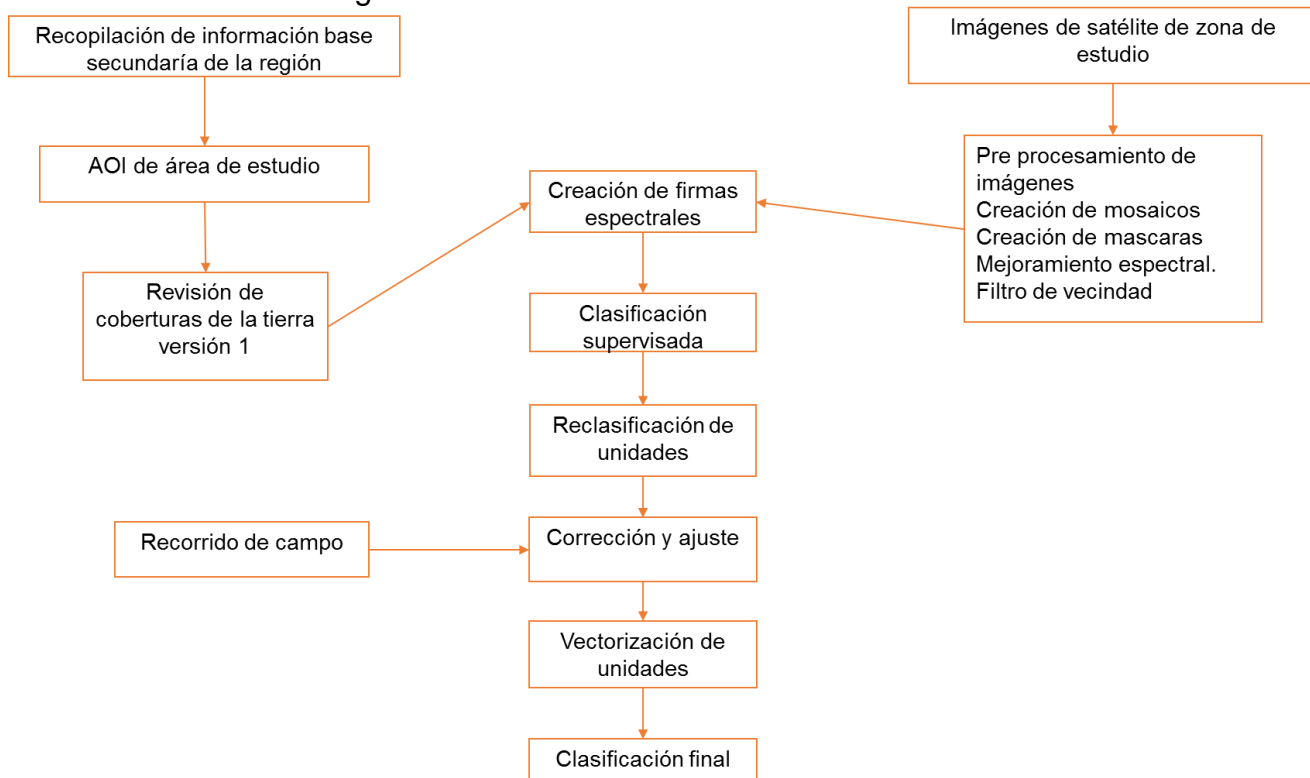 Recopilación de información base
secundaría de la región
Imágenes de satélite de zona de
estudio
AOI de área de estudio
Pre procesamiento de
imágenes
Creación de mosaicos
Creación de mascaras
Mejoramiento espectral.
Filtro de vecindad
Creación de firmas
espectrales
Revisión de
coberturas de la tierra
versión 1
Clasificación
supervisada
Reclasificación de
unidades
Recorrido de campo
Corrección y ajuste
Vectorización de
unidades
Clasificación final